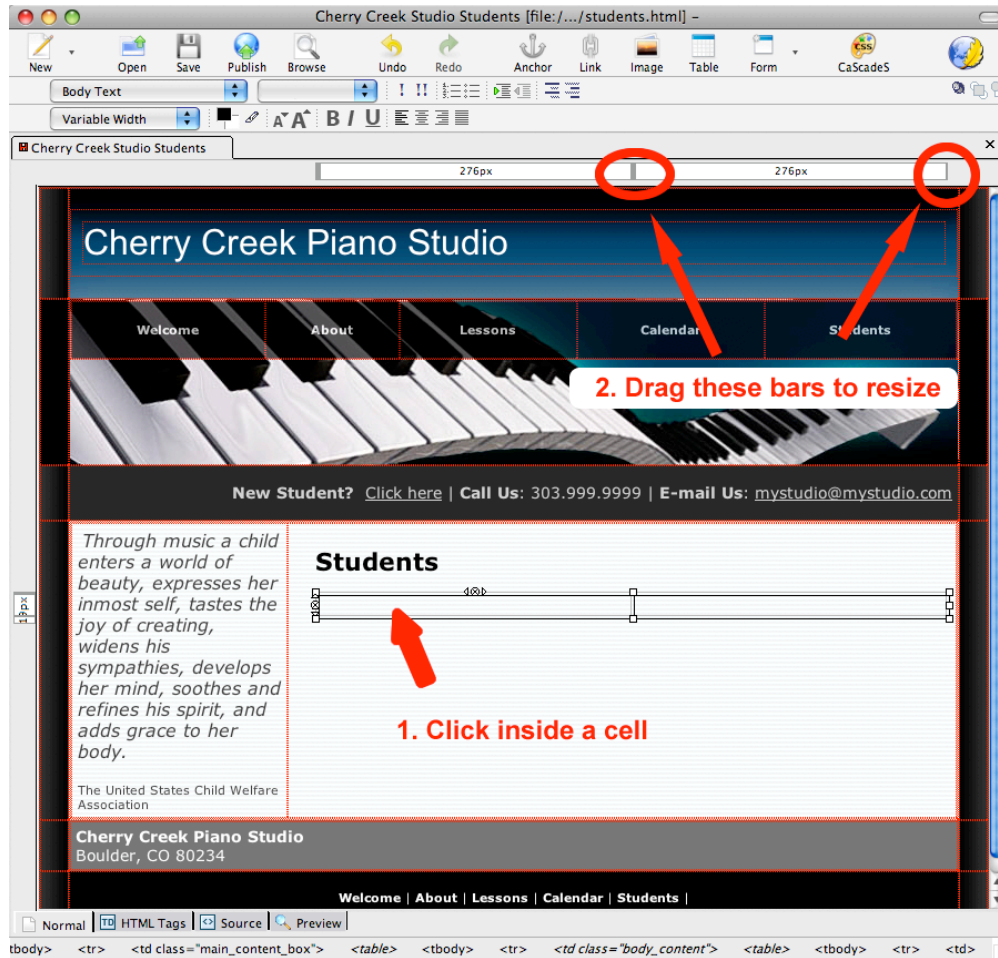 Cherry Creek Studio Students [file:/.../students.html] –
New Open Save Publish Browse Undo Redo Anchor Link Image Table Form CaScadeS
Body Text
Variable Width
B I U
Cherry Creek Studio Students
276px 276px
Cherry Creek Piano Studio
Welcome About Lessons Calendar Students
2. Drag these bars to resize
New Student? Click here | Call Us: 303.999.9999 | E-mail Us: mystudio@mystudio.com
Through music a child
enters a world of
beauty, expresses her
inmost self, tastes the
joy of creating,
widens his
sympathies, develops
her mind, soothes and
refines his spirit, and
adds grace to her
body.
The United States Child Welfare
Association
Students
1. Click inside a cell
Cherry Creek Piano Studio
Boulder, CO 80234
Welcome | About | Lessons | Calendar | Students |
Normal HTML Tags Source Preview
tbody> <tr> <td class="main_content_box"> <table> <tbody> <tr> <td class="body_content"> <table> <tbody> <tr> <td>